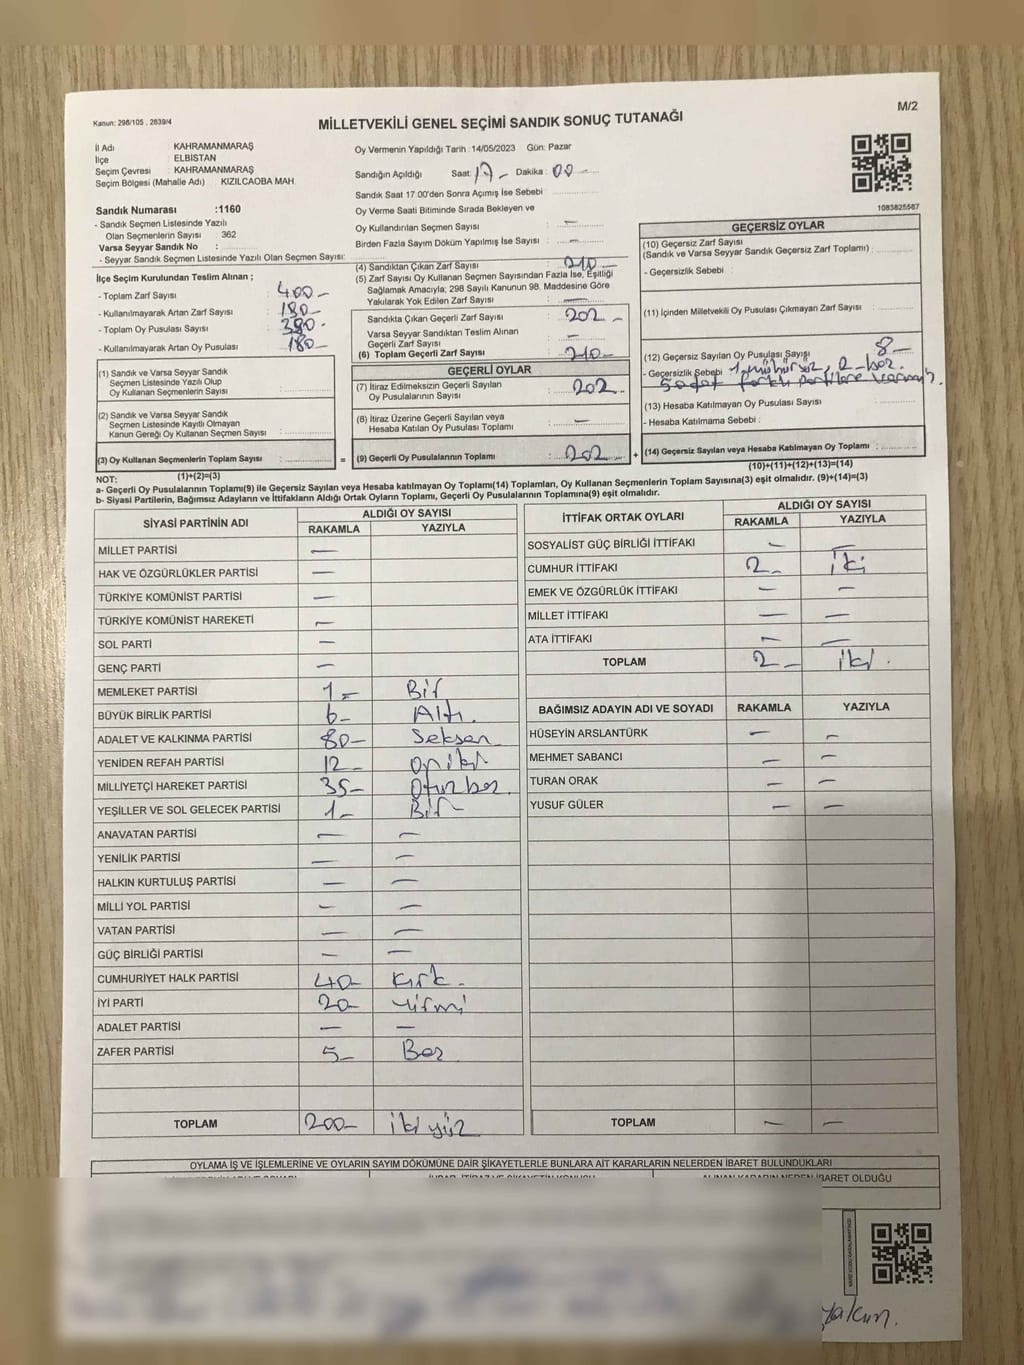 Kanun: 298/105 , 2839/4
M/2
MİLLETVEKİLİ GENEL SEÇİMİ SANDIK SONUÇ TUTANAĞI
İl Adı : KAHRAMANMARAŞ
İlçe : ELBİSTAN
Seçim Çevresi : KAHRAMANMARAŞ
Seçim Bölgesi (Mahalle Adı) KIZILCAOBA MAH.
Sandık Numarası :1160
- Sandık Seçmen Listesinde Yazılı
Olan Seçmenlerin Sayısı : 362
Varsa Seyyar Sandık No :
- Seyyar Sandık Seçmen Listesinde Yazılı Olan Seçmen Sayısı:
Oy Vermenin Yapıldığı Tarih :14/05/2023 Gün: Pazar
Sandığın Açıldığı Saat: 17 - Dakika : 00
Sandık Saat 17.00'den Sonra Açımış İse Sebebi :
Oy Verme Saati Bitiminde Sırada Bekleyen ve
Oy Kullandırılan Seçmen Sayısı : —
Birden Fazla Sayım Döküm Yapılmış İse Sayısı : —
1083825587
İlçe Seçim Kurulundan Teslim Alınan ;
- Toplam Zarf Sayısı : 400-
- Kullanılmayarak Artan Zarf Sayısı : 180-
- Toplam Oy Pusulası Sayısı : 390-
- Kullanılmayarak Artan Oy Pusulası : 180-
(1) Sandık ve Varsa Seyyar Sandık
Seçmen Listesinde Yazılı Olup
Oy Kullanan Seçmenlerin Sayısı :
(2) Sandık ve Varsa Seyyar Sandık
Seçmen Listesinde Kayıtlı Olmayan
Kanun Gereği Oy Kullanan Seçmen Sayısı :
(3) Oy Kullanan Seçmenlerin Toplam Sayısı :
(1)+(2)=(3)
(4) Sandıktan Çıkan Zarf Sayısı : 210-
(5) Zarf Sayısı Oy Kullanan Seçmen Sayısından Fazla İse, Eşitliği
Sağlamak Amacıyla; 298 Sayılı Kanunun 98. Maddesine Göre
Yakılarak Yok Edilen Zarf Sayısı : —
Sandıkta Çıkan Geçerli Zarf Sayısı : 202 -
Varsa Seyyar Sandıktan Teslim Alınan
Geçerli Zarf Sayısı : —
(6) Toplam Geçerli Zarf Sayısı : 210-
GEÇERLİ OYLAR
(7) İtiraz Edilmeksizin Geçerli Sayılan
Oy Pusulasının Sayısı : 202
(8) İtiraz Üzerine Geçerli Sayılan veya
Hesaba Katılan Oy Pusulası Toplamı : —
= (9) Geçerli Oy Pusulalarının Toplamı : 202
GEÇERSİZ OYLAR
(10) Geçersiz Zarf Sayısı
(Sandık ve Varsa Seyyar Sandık Geçersiz Zarf Toplamı) :
- Geçersizlik Sebebi :
(11) İçinden Milletvekili Oy Pusulası Çıkmayan Zarf Sayısı :
(12) Geçersiz Sayılan Oy Pusulası Sayısı : 8-
- Geçersizlik Sebebi : 1 mühürsüz, 2-boş.
5 adet farklı partilere
(13) Hesaba Katılmayan Oy Pusulası Sayısı :
- Hesaba Katılmama Sebebi :
+ (14) Geçersiz Sayılan veya Hesaba Katılmayan Oy Toplamı :
(10)+(11)+(12)+(13)=(14)
NOT:
a- Geçerli Oy Pusulalarının Toplamı(9) ile Geçersiz Sayılan veya Hesaba katılmayan Oy Toplamı(14) Toplamları, Oy Kullanan Seçmenlerin Toplam Sayısına(3) eşit olmalıdır. (9)+(14)=(3)
b- Siyasi Partilerin, Bağımsız Adayların ve İttifakların Aldığı Ortak Oyların Toplamı, Geçerli Oy Pusulalarının Toplamına(9) eşit olmalıdır.
SİYASİ PARTİNİN ADI ALDIĞI OY SAYISI
RAKAMLA YAZIYLA
MİLLET PARTİSİ —
HAK VE ÖZGÜRLÜKLER PARTİSİ —
TÜRKİYE KOMÜNİST PARTİSİ —
TÜRKİYE KOMÜNİST HAREKETİ —
SOL PARTİ —
GENÇ PARTİ —
MEMLEKET PARTİSİ 1- Bir
BÜYÜK BİRLİK PARTİSİ 6- Altı.
ADALET VE KALKINMA PARTİSİ 80- Seksen
YENİDEN REFAH PARTİSİ 12- oniki
MİLLİYETÇİ HAREKET PARTİSİ 35- Otuzbeş.
YEŞİLLER VE SOL GELECEK PARTİSİ 1- Bir-
ANAVATAN PARTİSİ — —
YENİLİK PARTİSİ — —
HALKIN KURTULUŞ PARTİSİ — —
MİLLİ YOL PARTİSİ — —
VATAN PARTİSİ — —
GÜÇ BİRLİĞİ PARTİSİ — —
CUMHURİYET HALK PARTİSİ 40- Kırk.
İYİ PARTİ 20- Yirmi
ADALET PARTİSİ — —
ZAFER PARTİSİ 5- Beş
TOPLAM 200- ikiyüz
İTTİFAK ORTAK OYLARI ALDIĞI OY SAYISI
RAKAMLA YAZIYLA
SOSYALİST GÜÇ BİRLİĞİ İTTİFAKI — —
CUMHUR İTTİFAKI 2- iki
EMEK VE ÖZGÜRLÜK İTTİFAKI — —
MİLLET İTTİFAKI — —
ATA İTTİFAKI — —
TOPLAM 2- iki.
BAĞIMSIZ ADAYIN ADI VE SOYADI RAKAMLA YAZIYLA
HÜSEYİN ARSLANTÜRK — —
MEHMET SABANCI — —
TURAN ORAK — —
YUSUF GÜLER — —
TOPLAM — —
OYLAMA İŞ VE İŞLEMLERİNE VE OYLARIN SAYIM DÖKÜMÜNE DAİR ŞİKAYETLERLE BUNLARA AİT KARARLARIN NELERDEN İBARET BULUNDUKLARI
ALINAN KARARIN NEDEN İBARET OLDUĞU